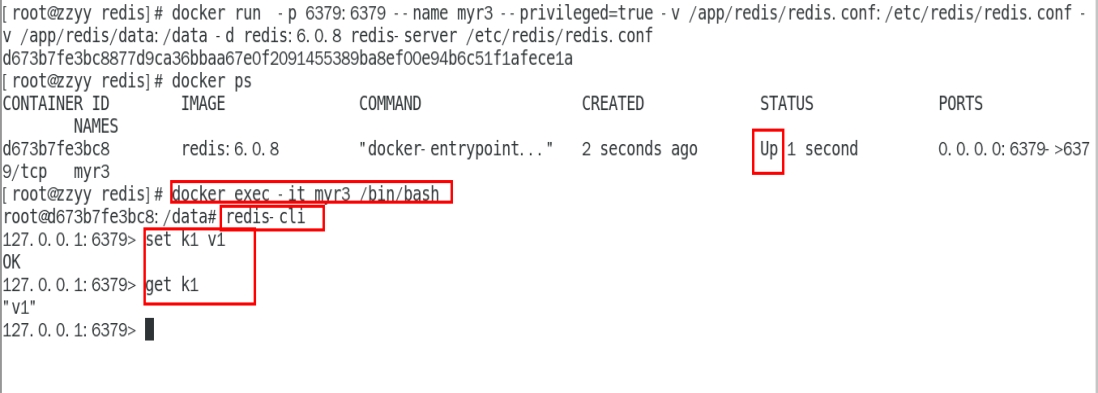 [root@zzyy redis]# docker run  -p 6379:6379 --name myr3 --privileged=true -v /app/redis/redis.conf:/etc/redis/redis.conf -
v /app/redis/data:/data -d redis:6.0.8 redis-server /etc/redis/redis.conf
d673b7fe3bc8877d9ca36bbaa67e0f2091455389ba8ef00e94b6c51f1afece1a
[root@zzyy redis]# docker ps
CONTAINER ID        IMAGE               COMMAND                  CREATED             STATUS              PORTS
        NAMES
d673b7fe3bc8        redis:6.0.8         "docker-entrypoint..."   2 seconds ago       Up 1 second         0.0.0.0:6379->637
9/tcp   myr3
[root@zzyy redis]# docker exec -it myr3 /bin/bash
root@d673b7fe3bc8:/data# redis-cli
127.0.0.1:6379> set k1 v1
OK
127.0.0.1:6379> get k1
"v1"
127.0.0.1:6379>